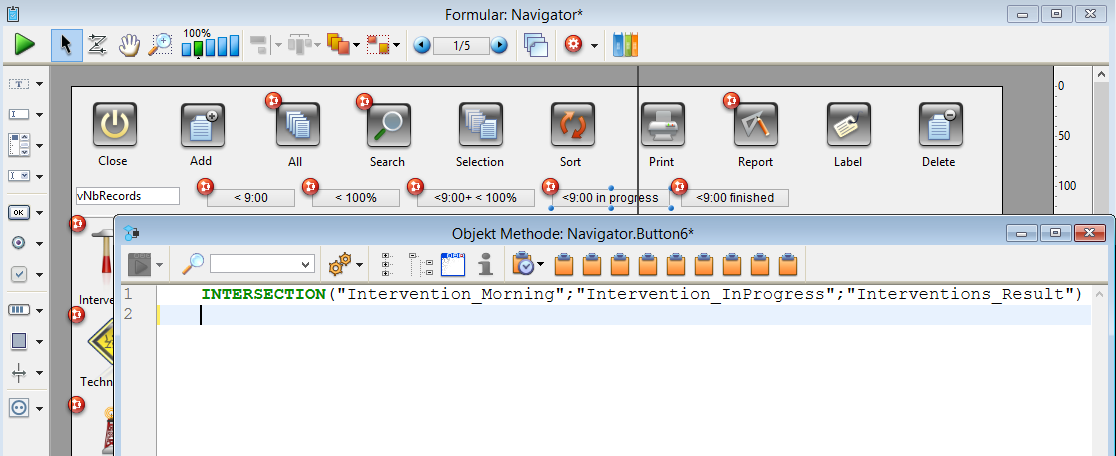 Formular: Navigator*
100%
1/5
0
50
100
Close Add All Search Selection Sort Print Report Label Delete
vNbRecords < 9:00 < 100% <9:00+ < 100% <9:00 in progress <9:00 finished
OK
Objekt Methode: Navigator.Button6*
Interve
Techn
1 INTERSECTION("Intervention_Morning";"Intervention_InProgress";"Interventions_Result")
2